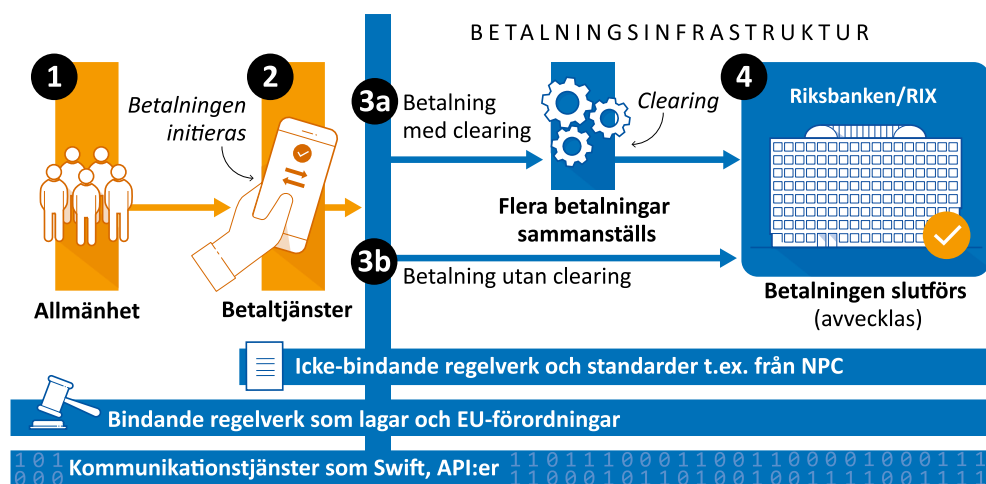 BETALNINGSINFRASTRUKTUR
1
2
Betalningen
initieras
3a
Betalning
med clearing
Clearing
4
Riksbanken/RIX
Flera betalningar
sammanställs
3b
Betalning utan clearing
Allmänhet
Betaltjänster
Betalningen slutförs
(avvecklas)
Icke-bindande regelverk och standarder t.ex. från NPC
Bindande regelverk som lagar och EU-förordningar
101
000
Kommunikationstjänster som Swift, API:er